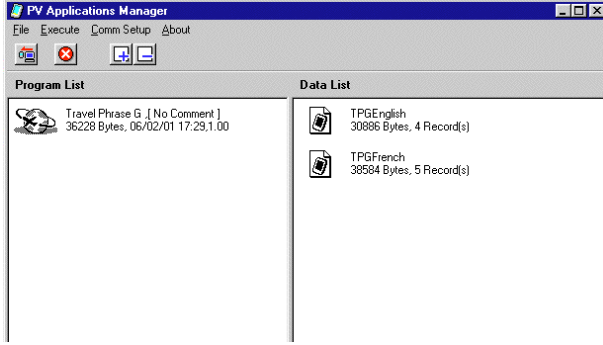 PV Applications Manager
File Execute Comm Setup About
Program List
Data List
Travel Phrase G ,[ No Comment ]
36228 Bytes, 06/02/01 17:29,1.00
TPGEnglish
30886 Bytes, 4 Record(s)
TPGFrench
38584 Bytes, 5 Record(s)